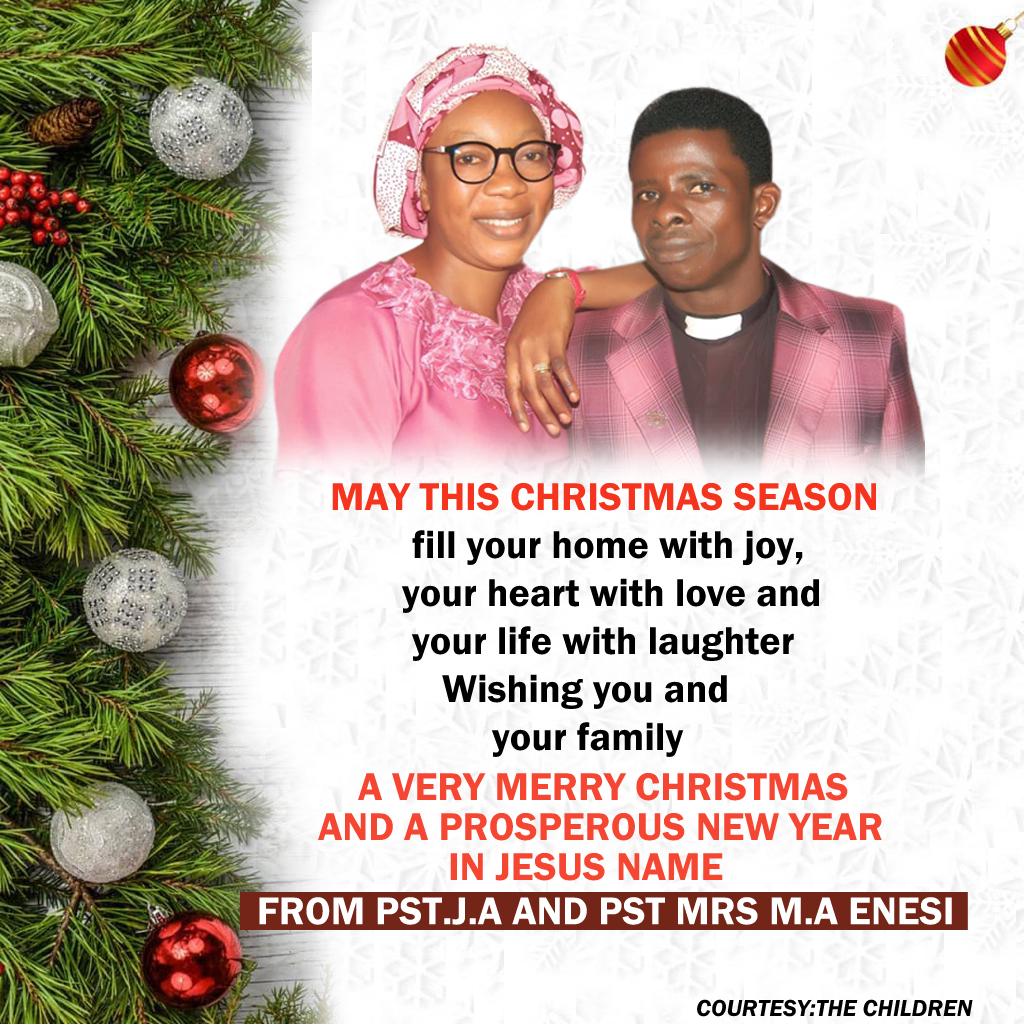 MAY THIS CHRISTMAS SEASON
fill your home with joy,
your heart with love and
your life with laughter
Wishing you and
your family
A VERY MERRY CHRISTMAS
AND A PROSPEROUS NEW YEAR
IN JESUS NAME
FROM PST.J.A AND PST MRS M.A ENESI
COURTESY:THE CHILDREN